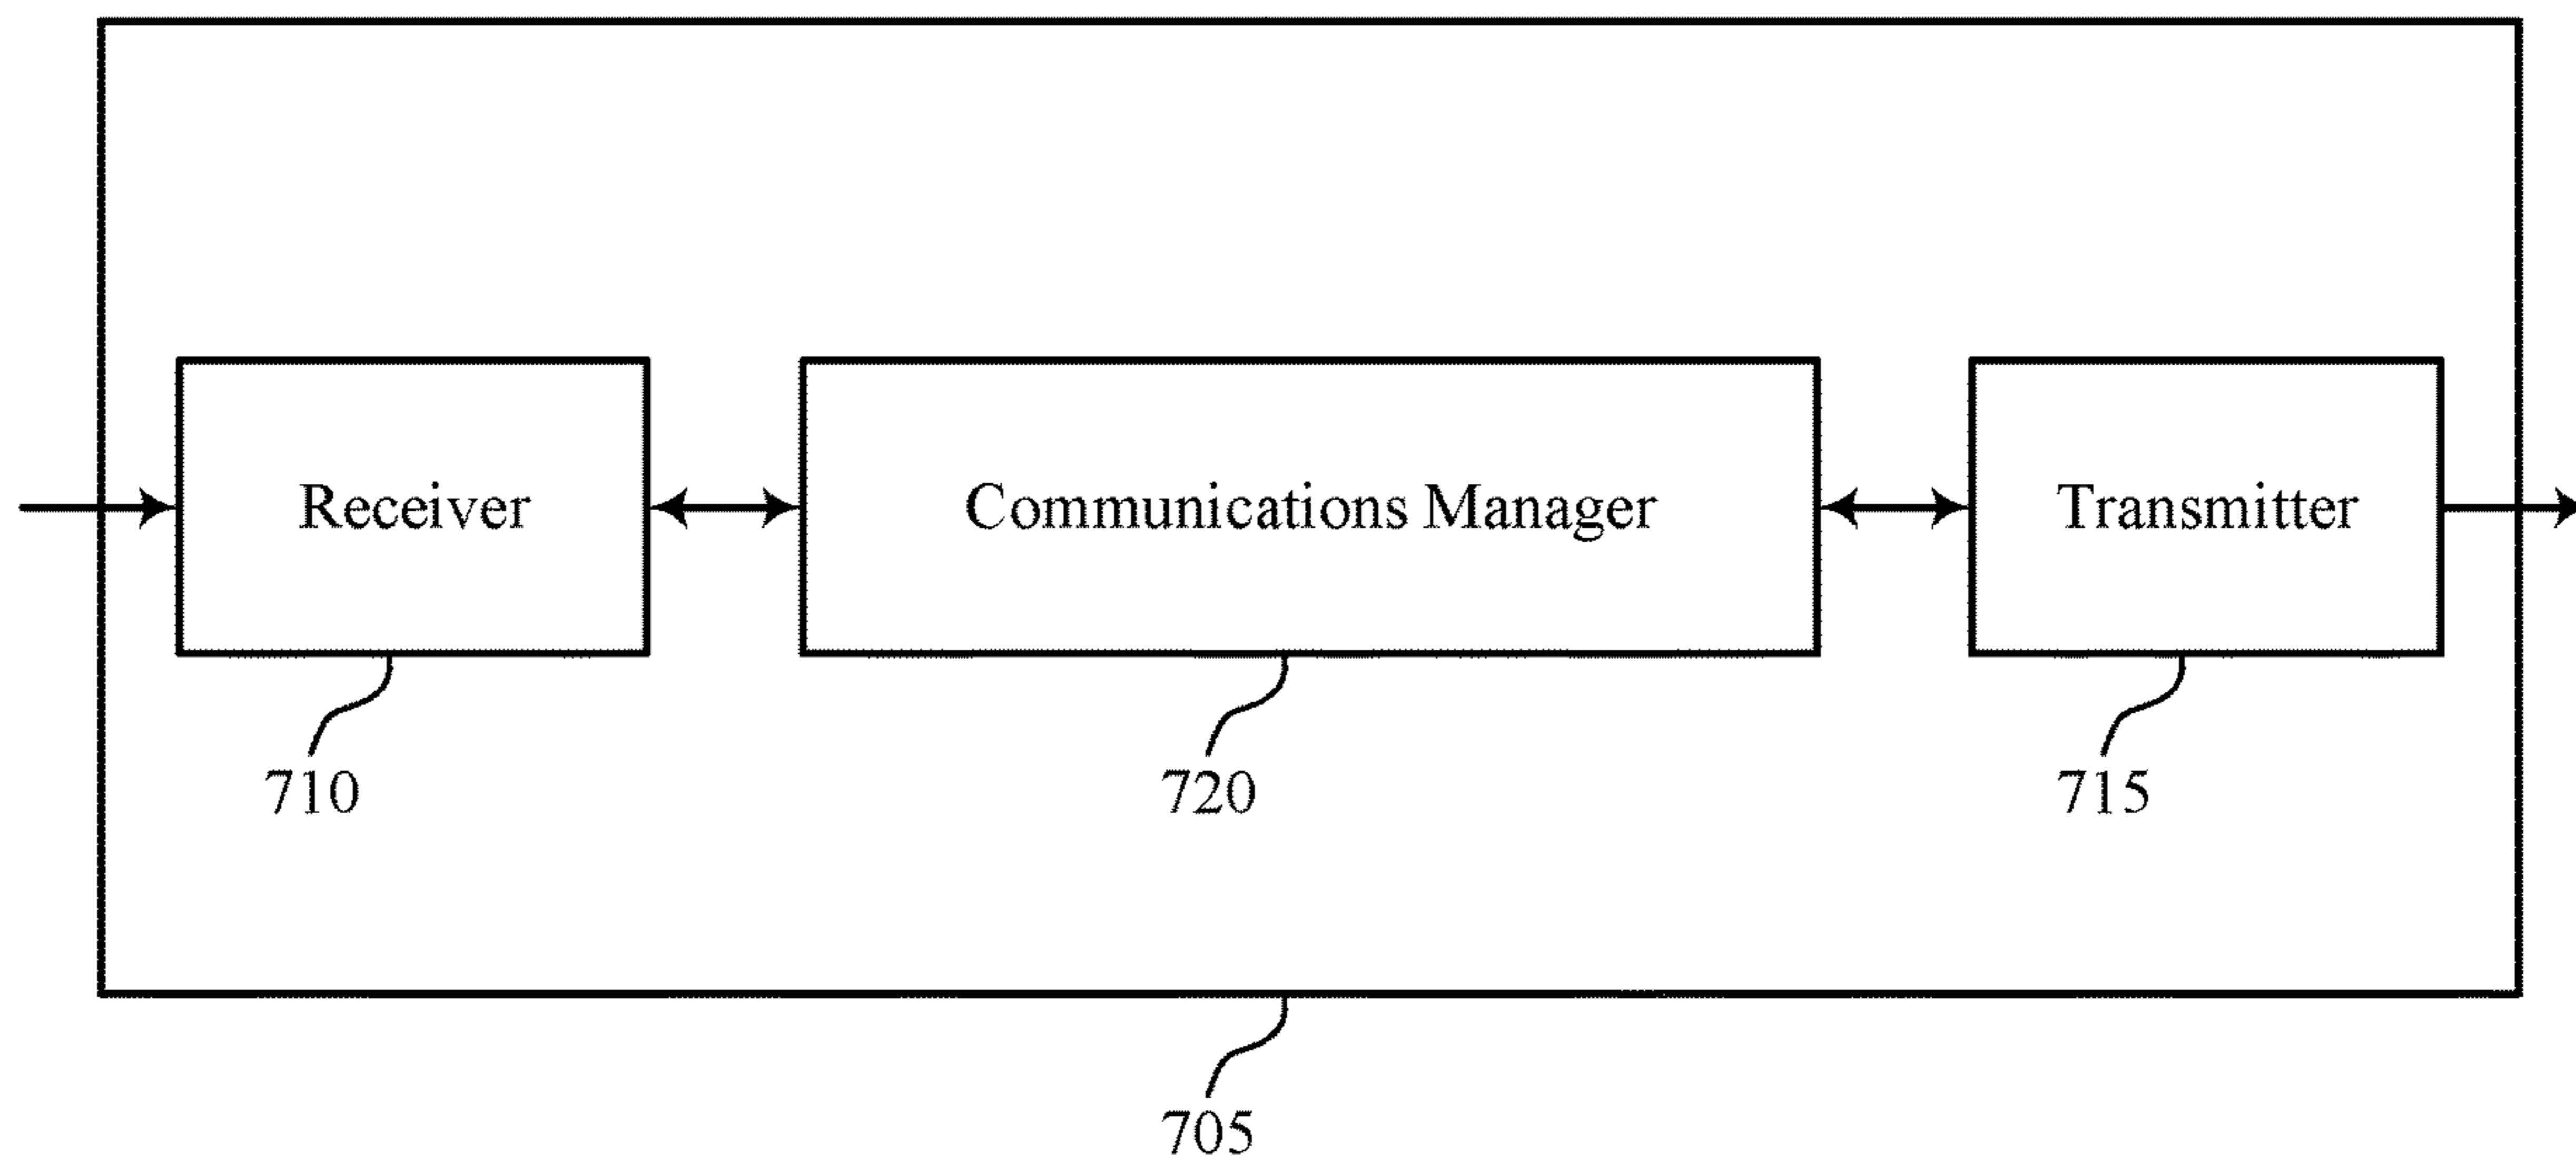 Receiver
Communications Manager
Transmitter
710
720
715
705